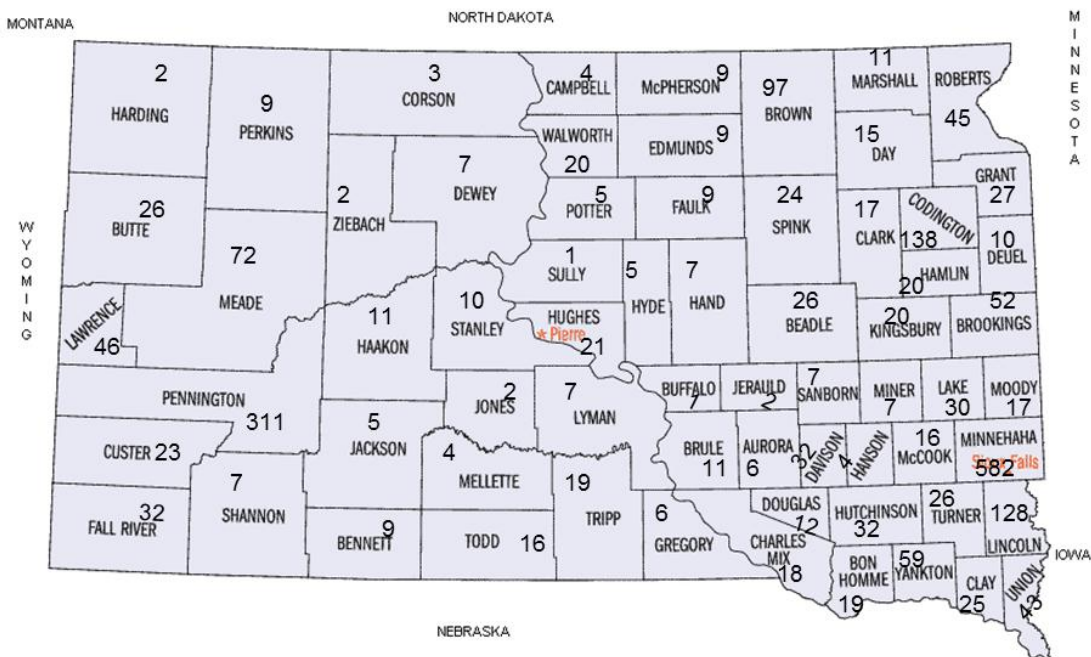 NORTH DAKOTA
MONTANA
MINNESOTA
WYOMING
2
HARDING
9
PERKINS
3
CORSON
4
CAMPBELL
9
McPHERSON
97
BROWN
11
MARSHALL
ROBERTS
45
WALWORTH
20
EDMUNDS 9
15
DAY
GRANT
27
26
BUTTE
2
ZIEBACH
7
DEWEY
5
POTTER
9
FAULK
24
SPINK
17
CLARK
CODINGTON
138
10
DEUEL
HAMLIN
20
72
MEADE
1
SULLY
5
HYDE
7
HAND
LAWRENCE
46
11
HAAKON
10
STANLEY
HUGHES
* Pierre
21
26
BEADLE
20
KINGSBURY
52
BROOKINGS
PENNINGTON
311
2
JONES
7
LYMAN
BUFFALO
7
JERAULD
2
7
SANBORN
MINER
7
LAKE
30
MOODY
17
CUSTER 23
5
JACKSON
4
MELLETTE
BRULE
11
AURORA
6
32
DAVISON
4
HANSON
16
McCOOK
MINNEHAHA
Sioux Falls
582
32
FALL RIVER
7
SHANNON
9
BENNETT
TODD 16
19
TRIPP
6
GREGORY
DOUGLAS
12
CHARLES
MIX
18
HUTCHINSON
32
26
TURNER
128
LINCOLN
BON
HOMME
19
59
YANKTON
CLAY
25
UNION
43
IOWA
NEBRASKA